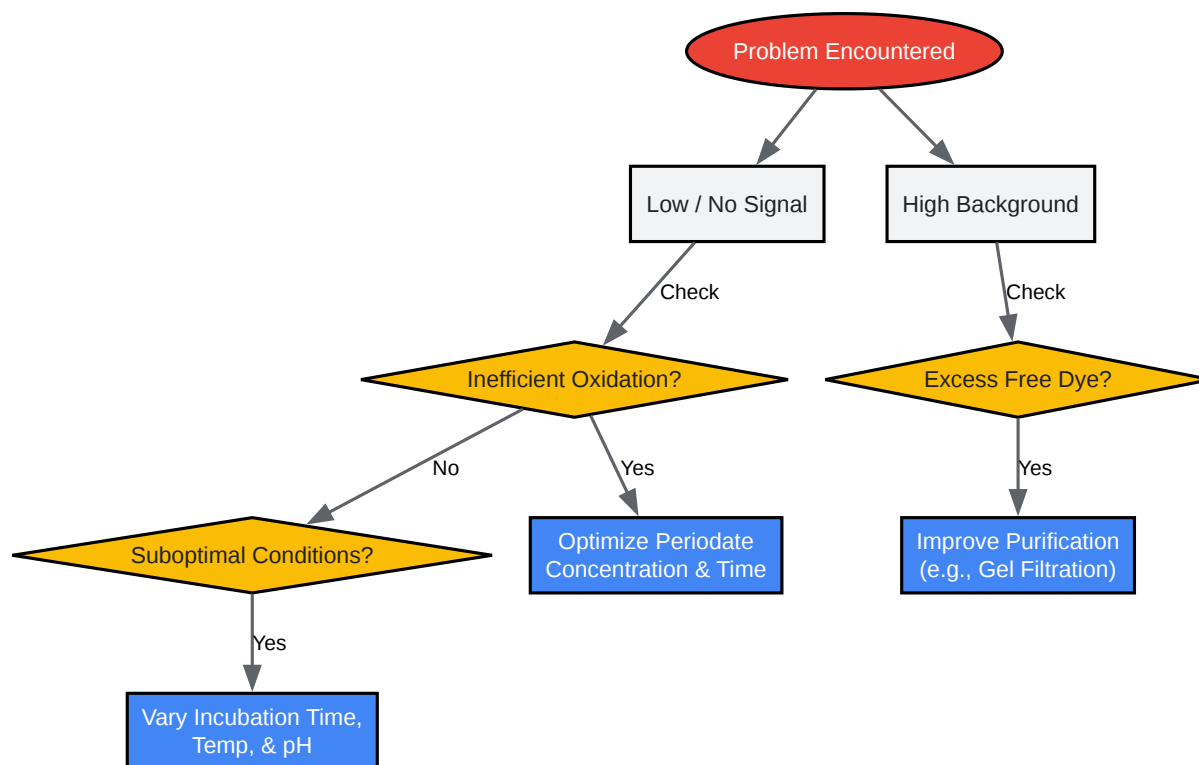 Problem Encountered
Low / No Signal
High Background
Check
Check
Inefficient Oxidation?
Excess Free Dye?
No
Yes
Yes
Suboptimal Conditions?
Optimize Periodate
Concentration & Time
Improve Purification
(e.g., Gel Filtration)
Yes
Vary Incubation Time,
Temp, & pH